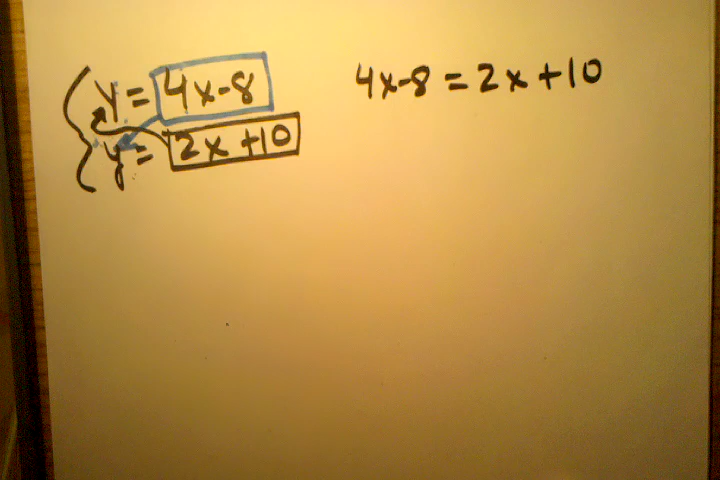 y = 4x-8
y = 2x +10
4x-8 = 2x +10